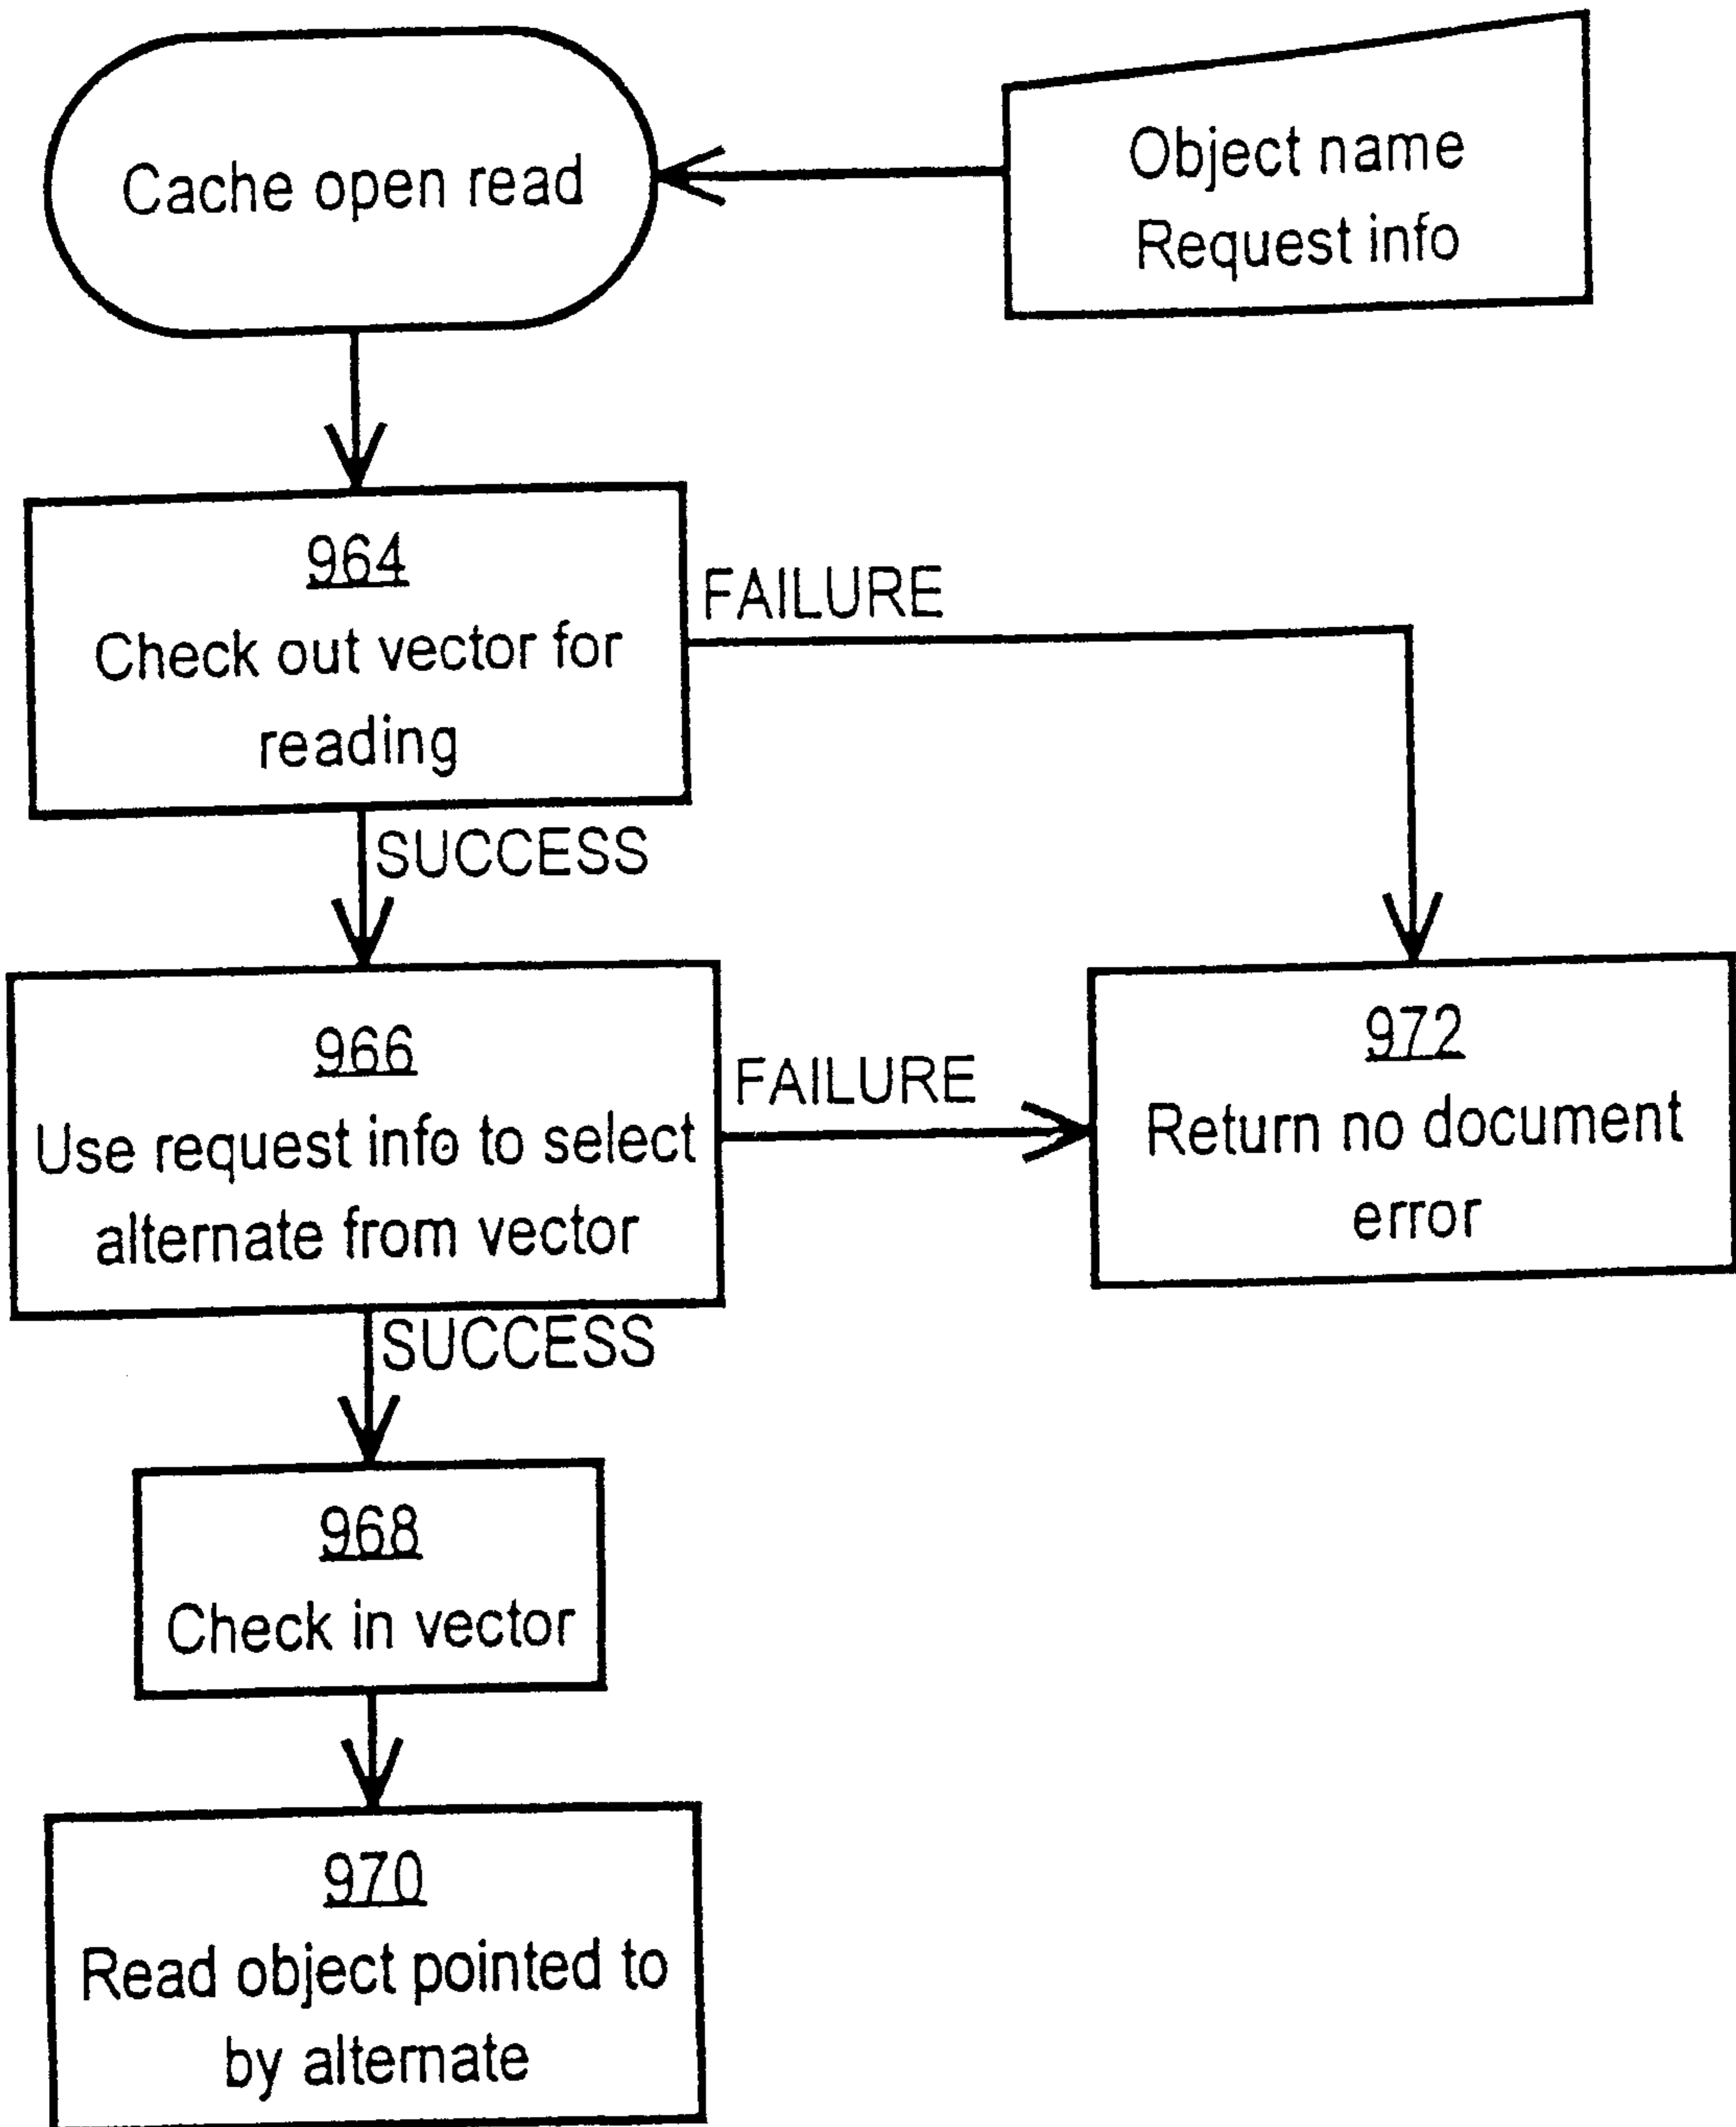 Cache open read
Object name
Request info
964
Check out vector for
reading
FAILURE
SUCCESS
966
Use request info to select
alternate from vector
FAILURE
972
Return no document
error
SUCCESS
968
Check in vector
970
Read object pointed to
by alternate